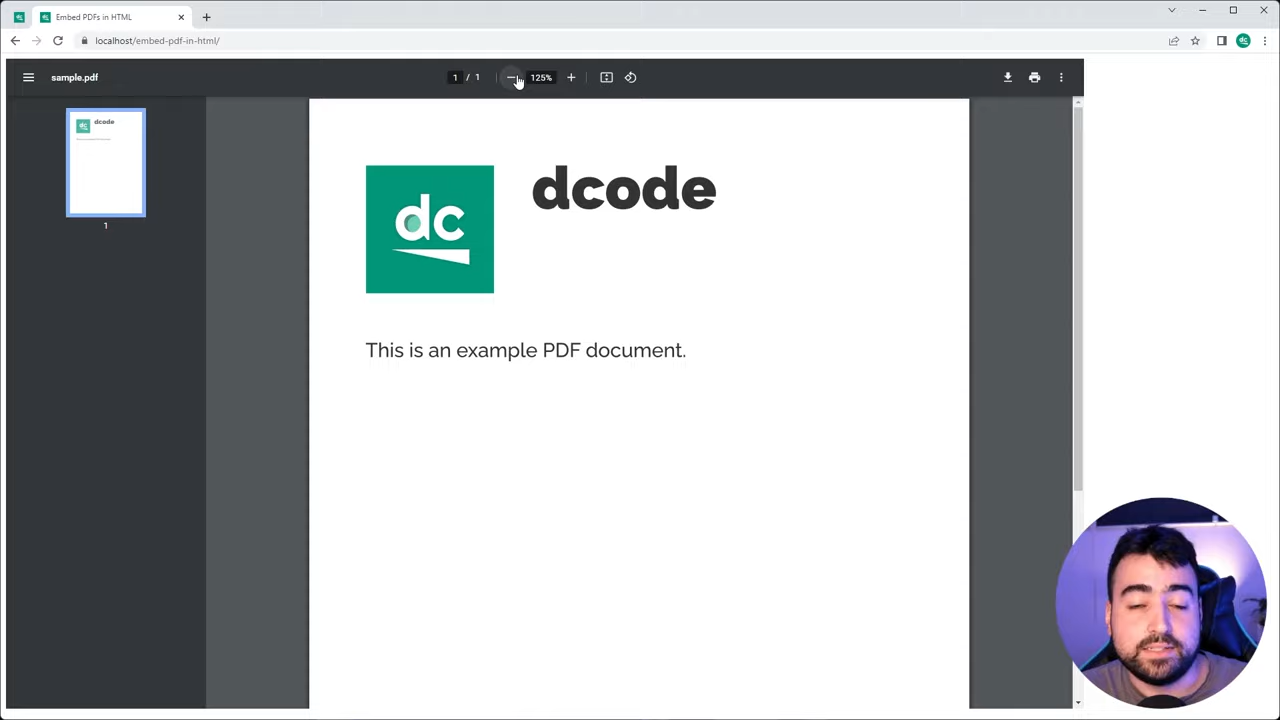 Embed PDFs in HTML
localhost/embed-pdf-in-html/
sample.pdf
1 / 1
125%
dc dcode
1
dc
dcode
This is an example PDF document.